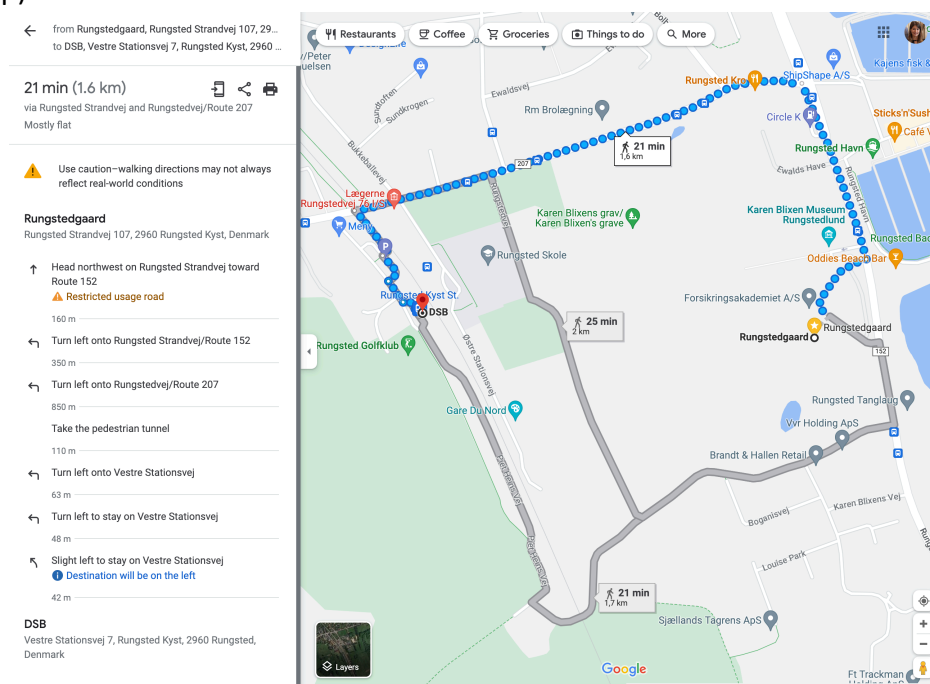 from Rungstedgaard, Rungsted Strandvej 107, 29...
to DSB, Vestre Stationsvej 7, Rungsted Kyst, 2960 ...
21 min (1.6 km)
via Rungsted Strandvej and Rungstedvej/Route 207
Mostly flat
Use caution–walking directions may not always
reflect real-world conditions
Rungstedgaard
Rungsted Strandvej 107, 2960 Rungsted Kyst, Denmark
Head northwest on Rungsted Strandvej toward
Route 152
Restricted usage road
160 m
Turn left onto Rungsted Strandvej/Route 152
350 m
Turn left onto Rungstedvej/Route 207
850 m
Take the pedestrian tunnel
110 m
Turn left onto Vestre Stationsvej
63 m
Turn left to stay on Vestre Stationsvej
48 m
Slight left to stay on Vestre Stationsvej
Destination will be on the left
42 m
DSB
Vestre Stationsvej 7, Rungsted Kyst, 2960 Rungsted,
Denmark
Restaurants
Coffee
Groceries
Things to do
More
Kajens fisk &
ShipShape A/S
Rungsted Kro
Ewaldsvej
Sundtoften
Sundkrogen...
Rm Brolægning
Circle K
Sticks'n'Sush
Café V
Bukkeballevej
21 min
1,6 km
Rungsted Havn
207
Ewalds Have
Rungsted Havn
Lægerne
Rungstedvej 76 I/S
Rungstedvej
Meny
P
Karen Blixens grav/
Karen Blixen's grave
Karen Blixen Museum
Rungstedlund
Rungsted Bad
Rungsted Skole
Oddies Beach Bar
Rungsted Kyst St.
DSB
Forsikringsakademiet A/S
25 min
2 km
Rungstedgaard
Rungstedgaard
Rungsted Golfklub
Østre Stationsvej
152
Gare Du Nord
Rungsted Tanglaug
Vvr Holding ApS
Brandt & Hallen Retail
Karen Blixens Vej
Boganisvej
Louise Park
21 min
1,7 km
Sjællands Tagrens ApS
Layers
Google
Ft Trackman